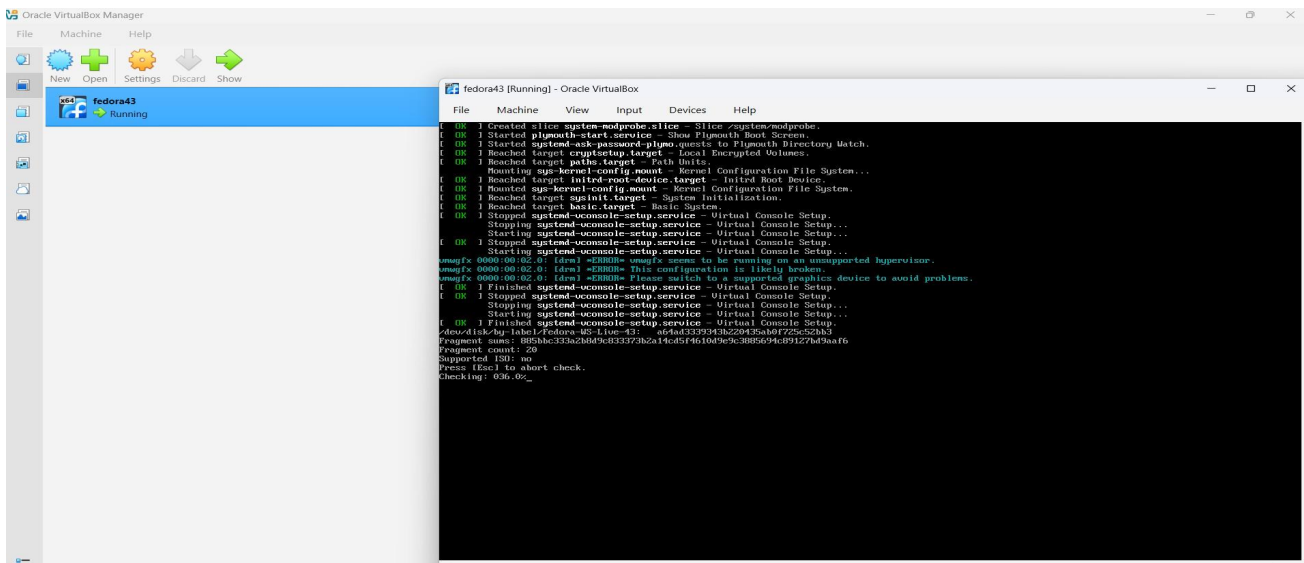 Oracle VirtualBox Manager
File Machine Help
New Open Settings Discard Show
x64 fedora43
Running
fedora43 [Running] - Oracle VirtualBox
File Machine View Input Devices Help
[ OK ] Created slice system-modprobe.slice - Slice /system/modprobe.
[ OK ] Started plymouth-start.service - Show Plymouth Boot Screen.
[ OK ] Started systemd-ask-password-plymo.quests to Plymouth Directory Watch.
[ OK ] Reached target cryptsetup.target - Local Encrypted Volumes.
[ OK ] Reached target paths.target - Path Units.
Mounting sys-kernel-config.mount - Kernel Configuration File System...
[ OK ] Reached target initrd-root-device.target - Initrd Root Device.
[ OK ] Mounted sys-kernel-config.mount - Kernel Configuration File System.
[ OK ] Reached target sysinit.target - System Initialization.
[ OK ] Reached target basic.target - Basic System.
[ OK ] Stopped systemd-vconsole-setup.service - Virtual Console Setup.
Stopping systemd-vconsole-setup.service - Virtual Console Setup...
Starting systemd-vconsole-setup.service - Virtual Console Setup...
[ OK ] Stopped systemd-vconsole-setup.service - Virtual Console Setup.
Starting systemd-vconsole-setup.service - Virtual Console Setup...
vmwgfx 0000:00:02.0: [drm] *ERROR* vmwgfx seems to be running on an unsupported hypervisor.
vmwgfx 0000:00:02.0: [drm] *ERROR* This configuration is likely broken.
vmwgfx 0000:00:02.0: [drm] *ERROR* Please switch to a supported graphics device to avoid problems.
[ OK ] Finished systemd-vconsole-setup.service - Virtual Console Setup.
[ OK ] Stopped systemd-vconsole-setup.service - Virtual Console Setup.
Stopping systemd-vconsole-setup.service - Virtual Console Setup...
Starting systemd-vconsole-setup.service - Virtual Console Setup...
[ OK ] Finished systemd-vconsole-setup.service - Virtual Console Setup.
/dev/disk/by-label/Fedora-WS-Live-43: a64ad3339343b220435ab0f725c52bb3
Fragment sums: 885bbc333a2b8d9c833373b2a14cd5f4610d9e9c3885694c89127bd9aaf6
Fragment count: 20
Supported ISO: no
Press [Esc] to abort check.
Checking: 036.0%_